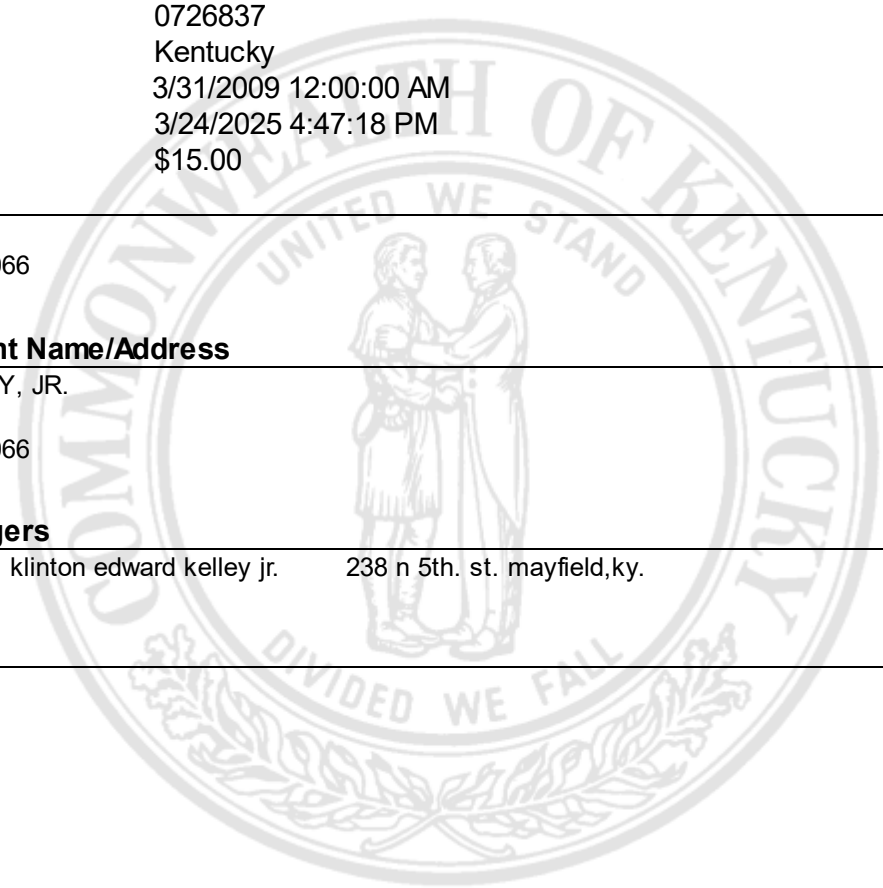 0726837
Kentucky
3/31/2009 12:00:00 AM
3/24/2025 4:47:18 PM
$15.00
066
nt Name/Address
Y, JR.
066
gers
klinton edward kelley jr. 238 n 5th. st. mayfield,ky.
COMMONWEALTH OF KENTUCKY
UNITED WE STAND
DIVIDED WE FALL